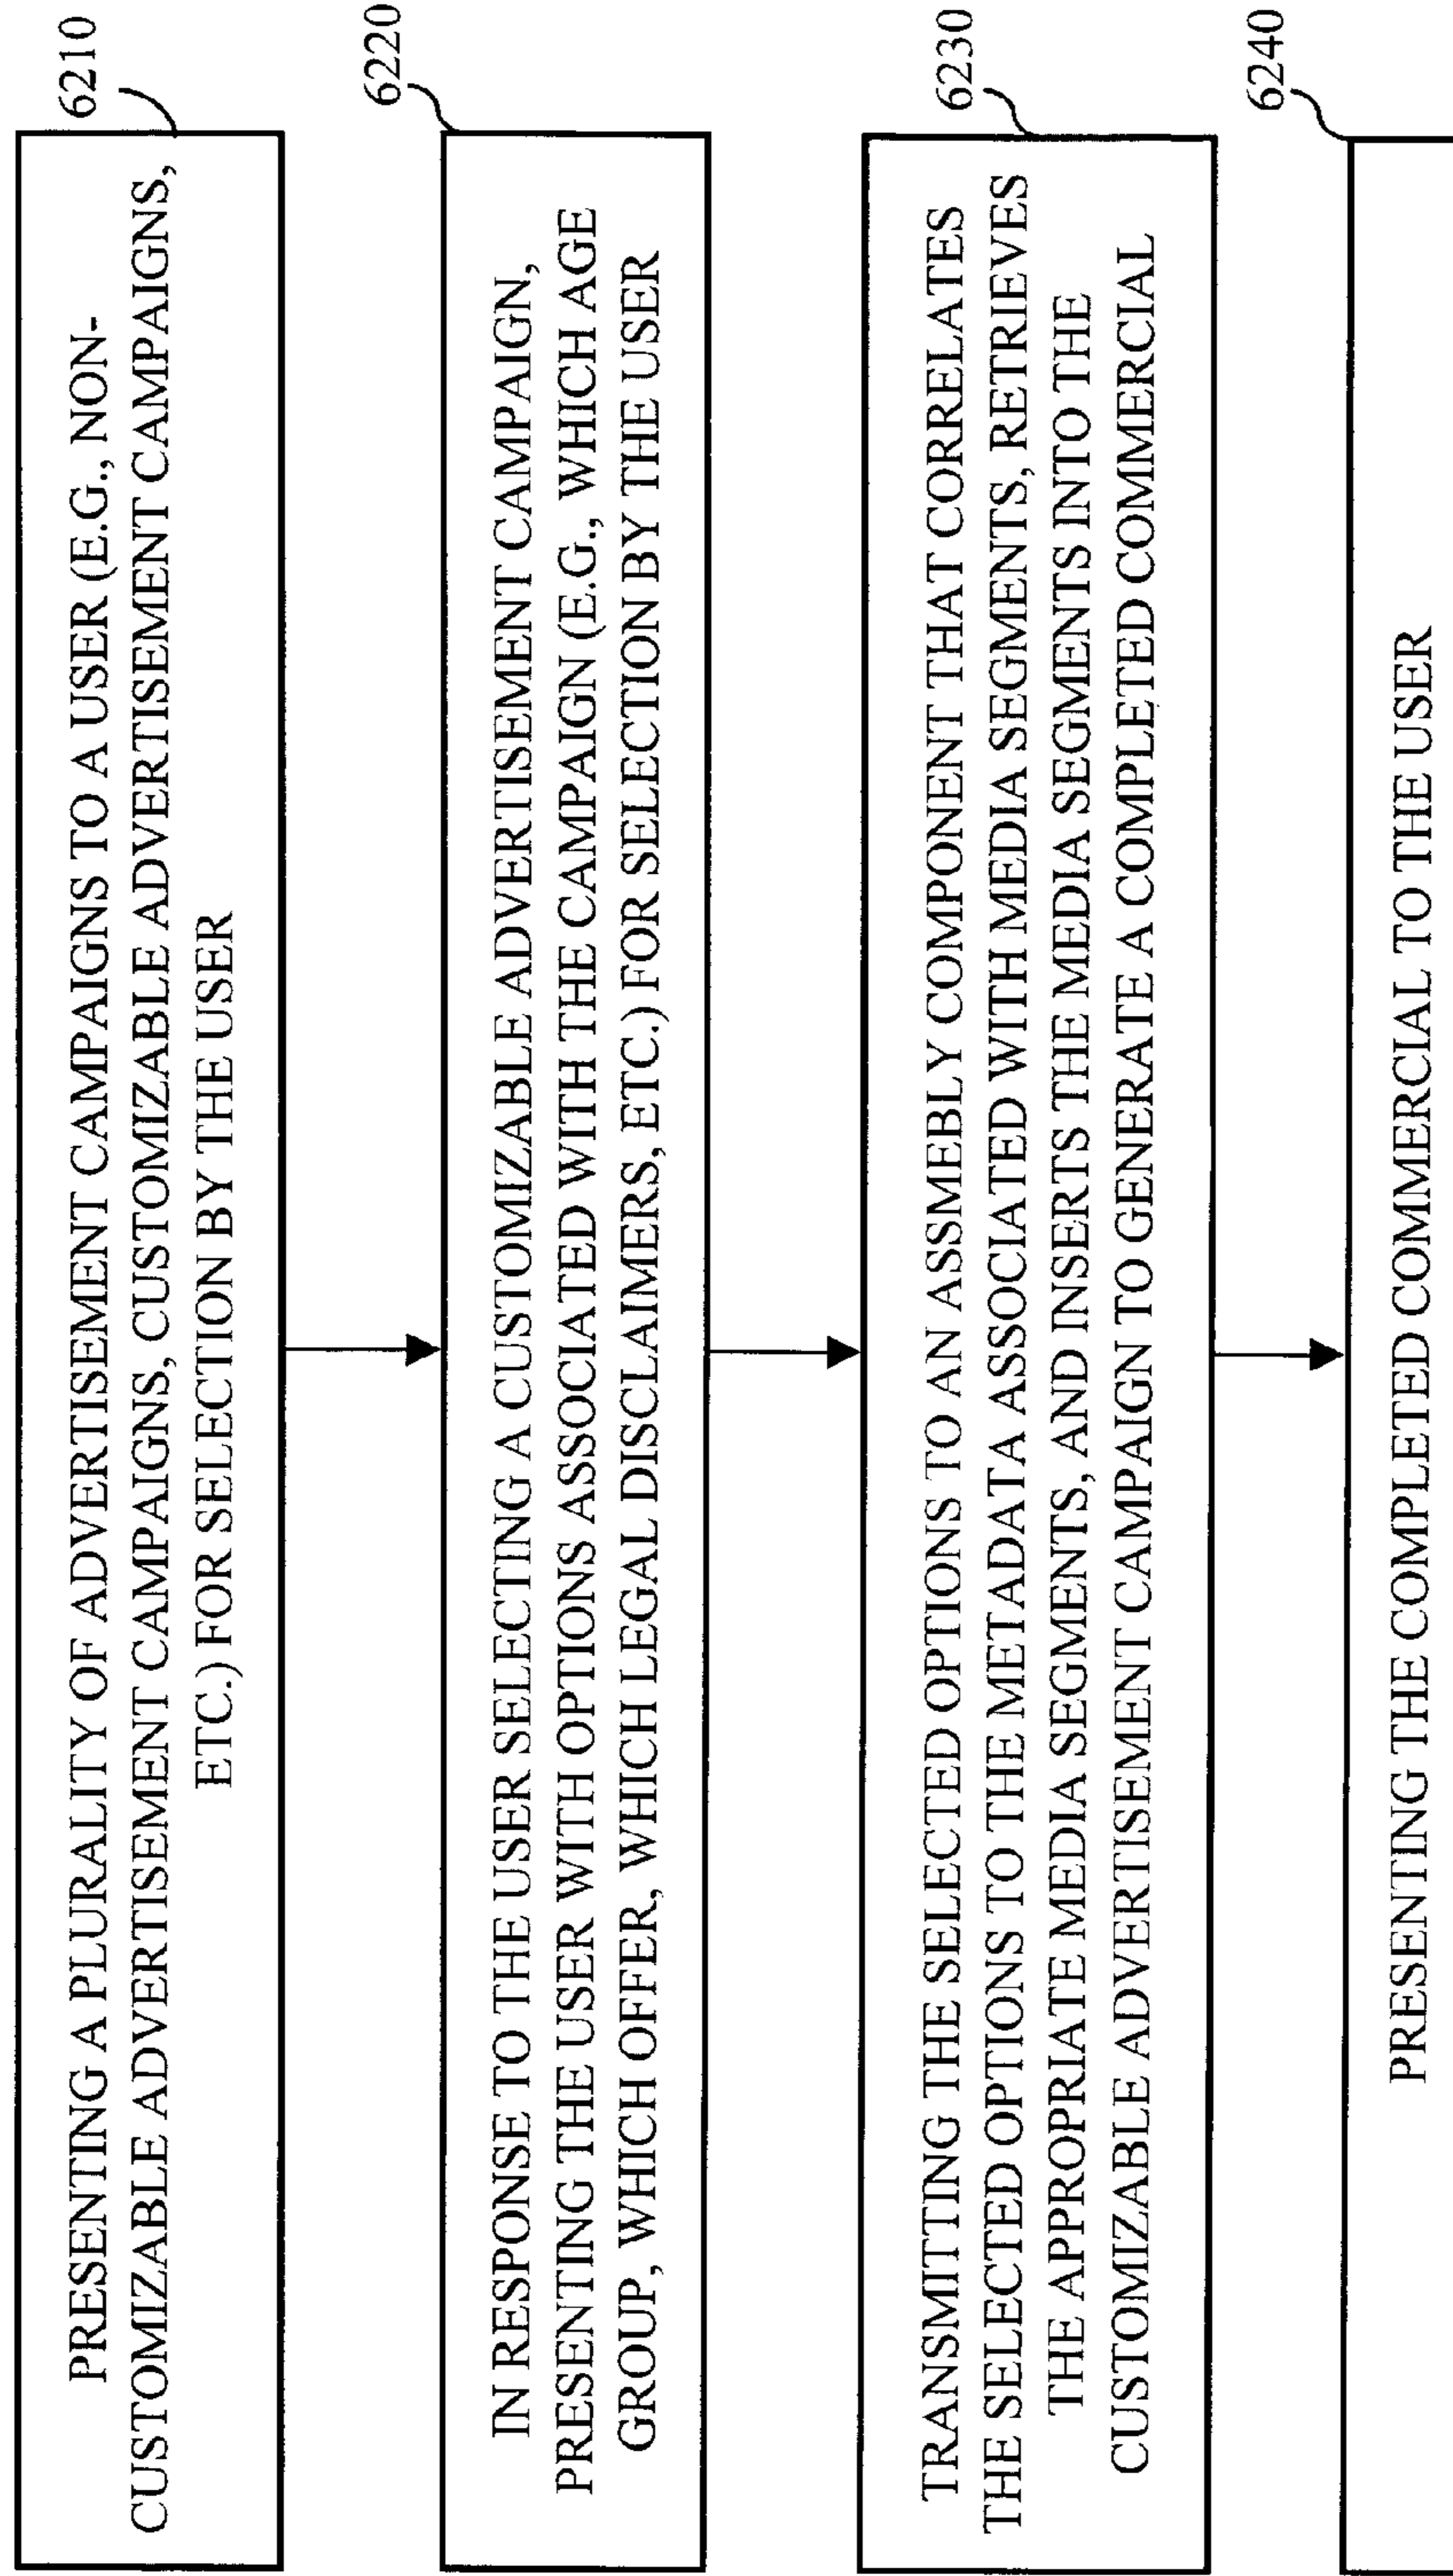 6210
PRESENTING A PLURALITY OF ADVERTISEMENT CAMPAIGNS TO A USER (E.G., NON-
CUSTOMIZABLE ADVERTISEMENT CAMPAIGNS, CUSTOMIZABLE ADVERTISEMENT CAMPAIGNS,
ETC.) FOR SELECTION BY THE USER
6220
IN RESPONSE TO THE USER SELECTING A CUSTOMIZABLE ADVERTISEMENT CAMPAIGN,
PRESENTING THE USER WITH OPTIONS ASSOCIATED WITH THE CAMPAIGN (E.G., WHICH AGE
GROUP, WHICH OFFER, WHICH LEGAL DISCLAIMERS, ETC.) FOR SELECTION BY THE USER
6230
TRANSMITTING THE SELECTED OPTIONS TO AN ASSMEBLY COMPONENT THAT CORRELATES
THE SELECTED OPTIONS TO THE METADATA ASSOCIATED WITH MEDIA SEGMENTS, RETRIEVES
THE APPROPRIATE MEDIA SEGMENTS, AND INSERTS THE MEDIA SEGMENTS INTO THE
CUSTOMIZABLE ADVERTISEMENT CAMPAIGN TO GENERATE A COMPLETED COMMERCIAL
6240
PRESENTING THE COMPLETED COMMERCIAL TO THE USER